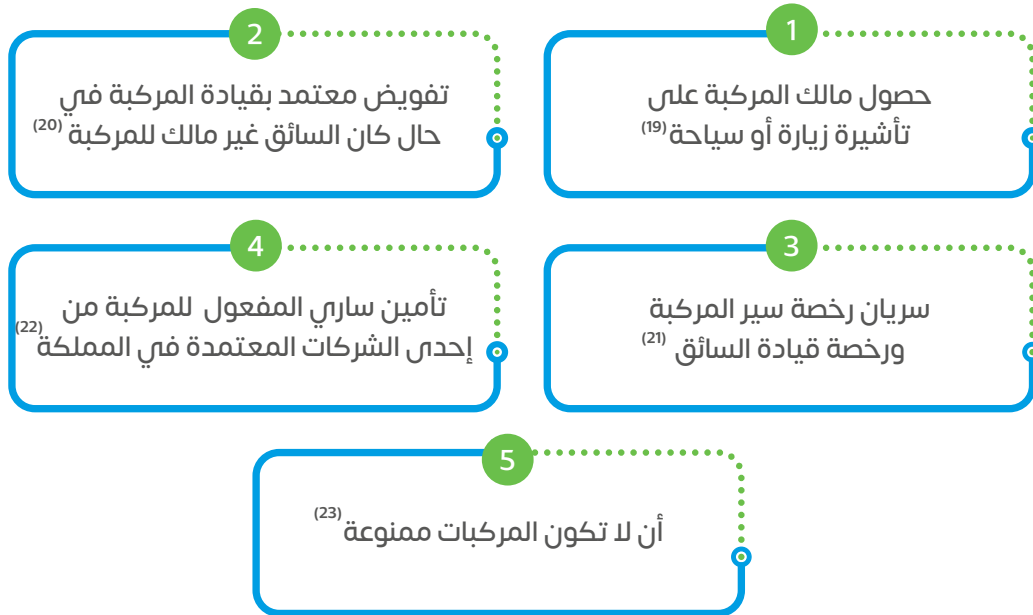 1
حصول مالك المركبة على
تأشيرة زيارة أو سياحة (19)
2
تفويض معتمد بقيادة المركبة في
حال كان السائق غير مالك للمركبة (20)
3
سريان رخصة سير المركبة
ورخصة قيادة السائق (21)
4
تأمين ساري المفعول للمركبة من
إحدى الشركات المعتمدة في المملكة (22)
5
أن لا تكون المركبات ممنوعة (23)